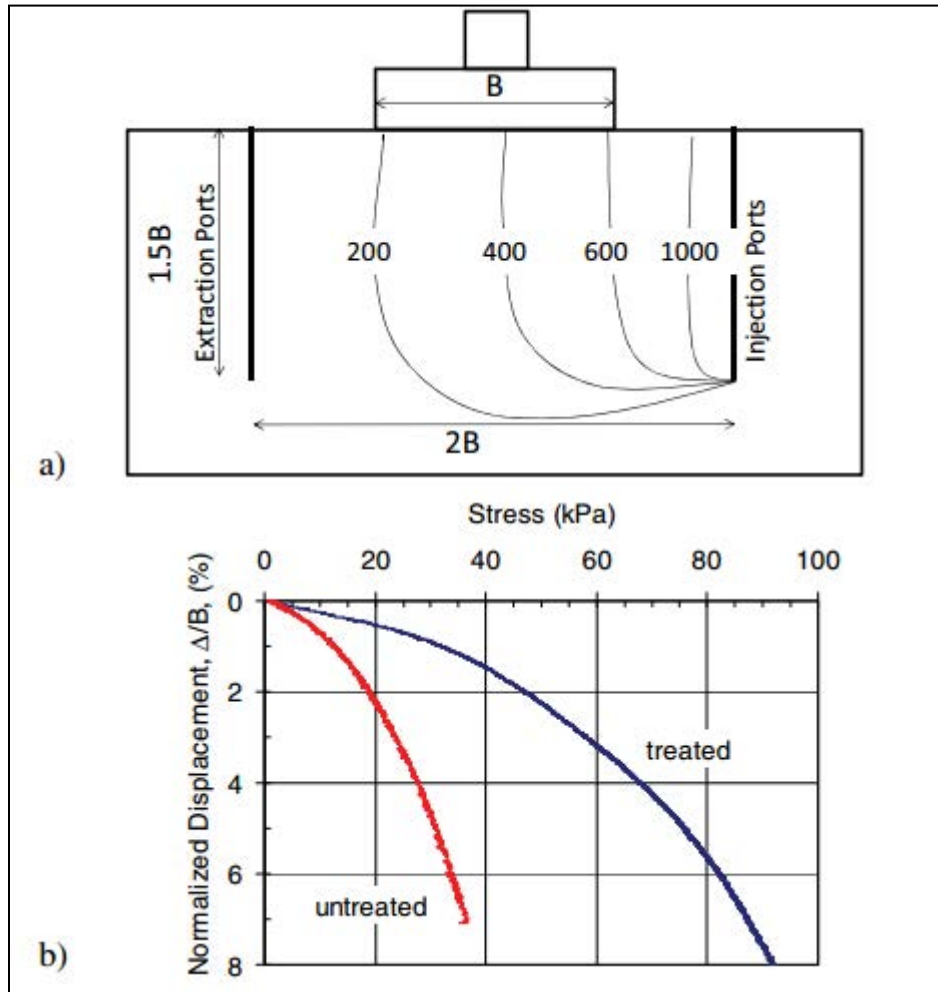 B
1.5B
Extraction Ports
200
400
600
1000
Injection Ports
2B
a)
Stress (kPa)
0 20 40 60 80 100
Normalized Displacement, Δ/B, (%)
0
2
treated
4
6
untreated
8
b)